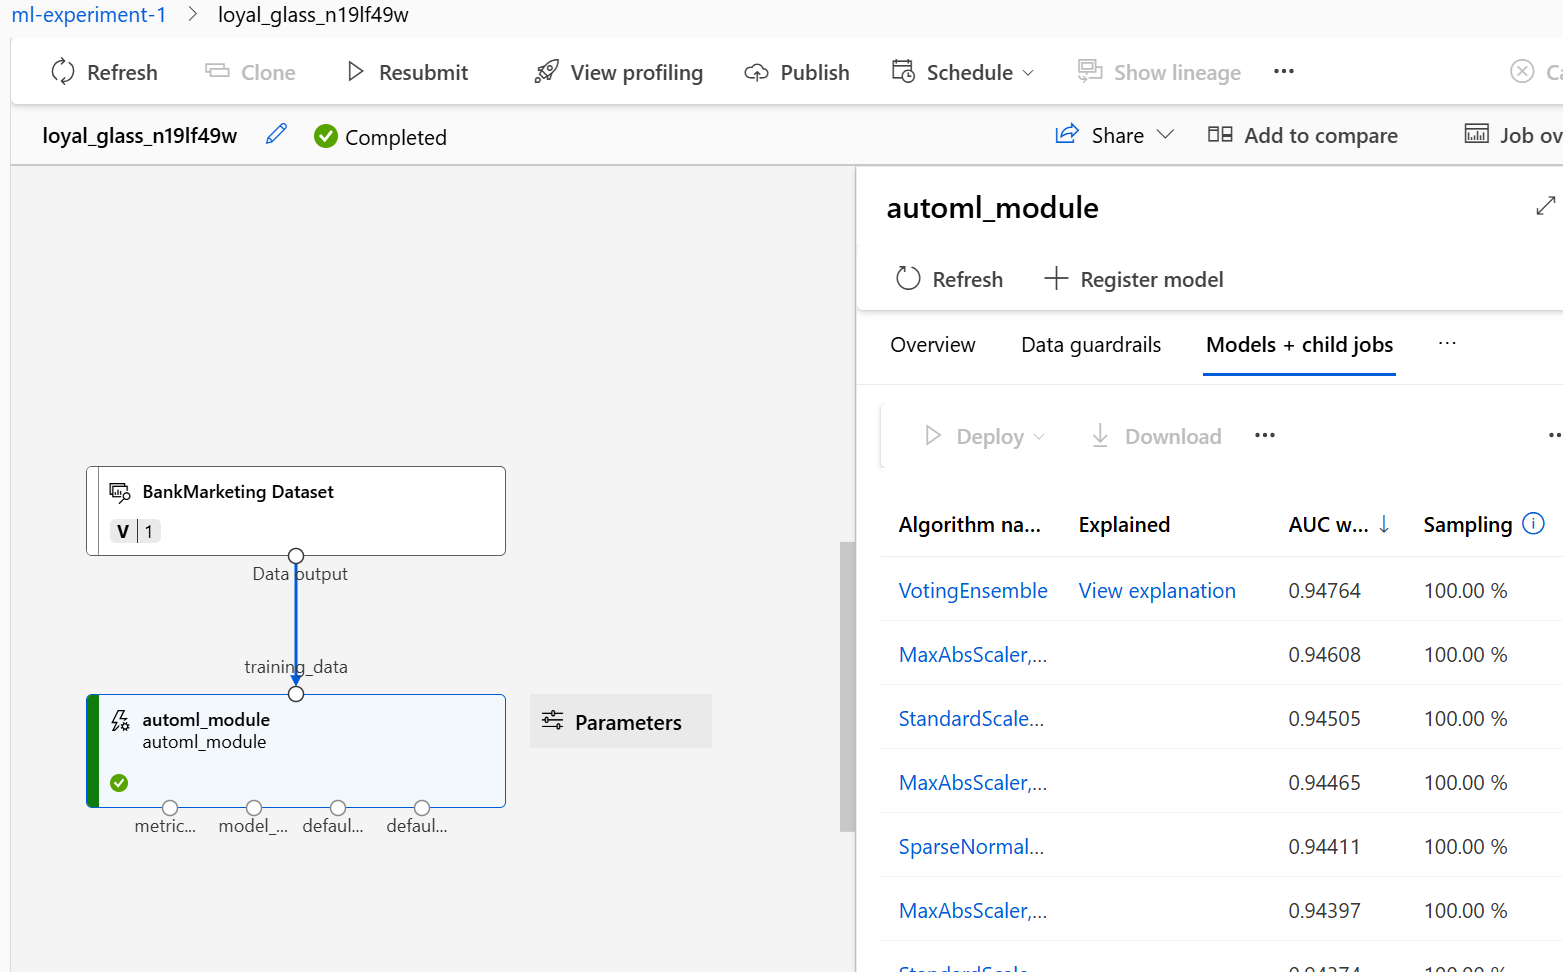 ml-experiment-1 > loyal_glass_n19lf49w
Refresh Clone Resubmit View profiling Publish Schedule Show lineage ... Ca
loyal_glass_n19lf49w Completed Share Add to compare Job ov
automl_module
Refresh Register model
Overview Data guardrails Models + child jobs ...
Deploy Download ...
Algorithm na... Explained AUC w... ↓ Sampling
VotingEnsemble View explanation 0.94764 100.00 %
MaxAbsScaler,... 0.94608 100.00 %
StandardScale... 0.94505 100.00 %
MaxAbsScaler,... 0.94465 100.00 %
SparseNormal... 0.94411 100.00 %
MaxAbsScaler,... 0.94397 100.00 %
BankMarketing Dataset
V 1
Data output
training_data
automl_module
automl_module
Parameters
metric... model_... defaul... defaul...